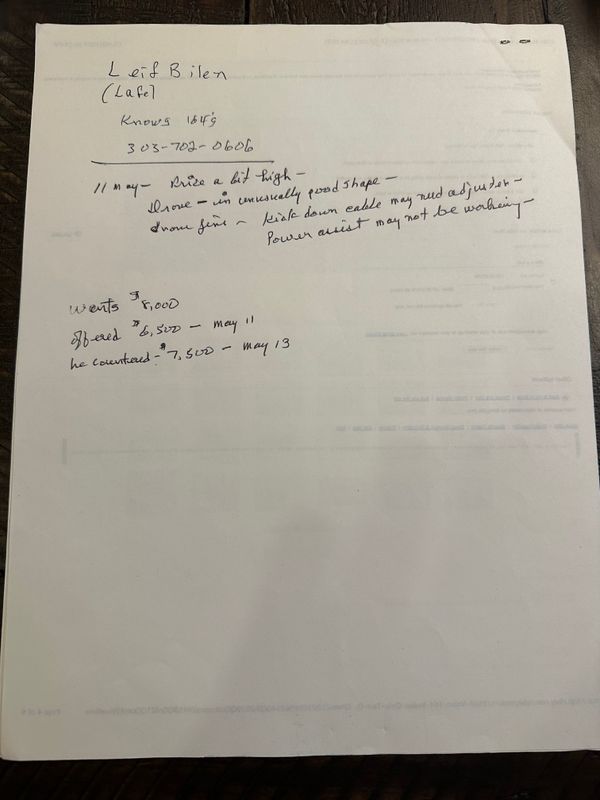 Leif Bilen
(Lafe)
Knows 164's
303-702-0606
11 may - Price a bit high -
Drove - in unusually good shape -
drove fine - Kick down cable may need adjusted -
Power assist may not be working -
wants $8,000
offered $6,500 - may 11
he countered - $7,500 - may 13